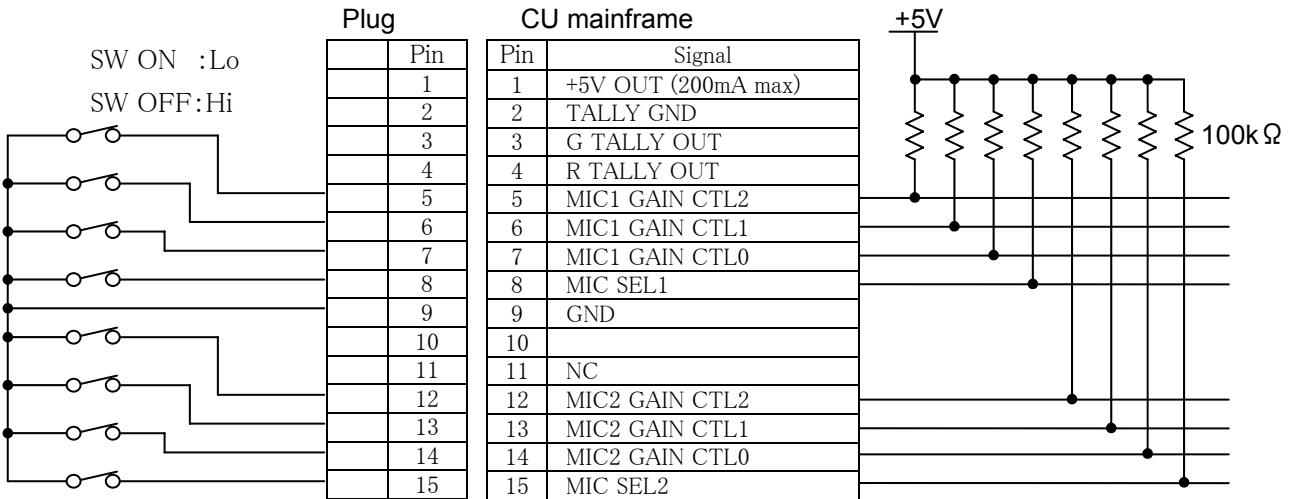 Plug CU mainframe +5V
SW ON :Lo
SW OFF:Hi
Pin Pin Signal
1 1 +5V OUT (200mA max)
2 2 TALLY GND
3 3 G TALLY OUT
4 4 R TALLY OUT
5 5 MIC1 GAIN CTL2
6 6 MIC1 GAIN CTL1
7 7 MIC1 GAIN CTL0
8 8 MIC SEL1
9 9 GND
10 10
11 11 NC
12 12 MIC2 GAIN CTL2
13 13 MIC2 GAIN CTL1
14 14 MIC2 GAIN CTL0
15 15 MIC SEL2
100kΩ